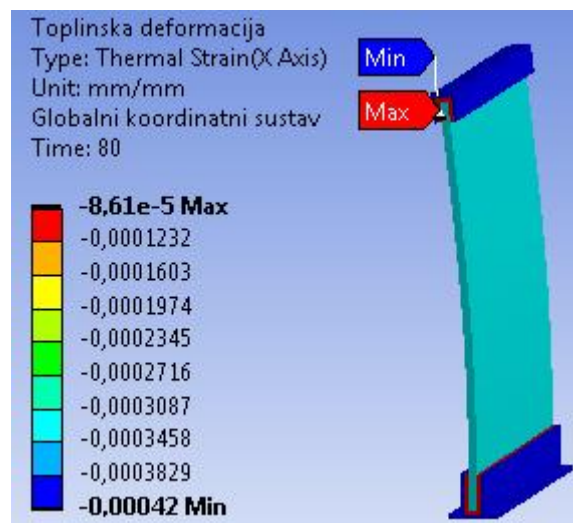 Toplinska deformacija
Type: Thermal Strain(X Axis)
Unit: mm/mm
Globalni koordinatni sustav
Time: 80
Min
Max
-8,61e-5 Max
-0,0001232
-0,0001603
-0,0001974
-0,0002345
-0,0002716
-0,0003087
-0,0003458
-0,0003829
-0,00042 Min